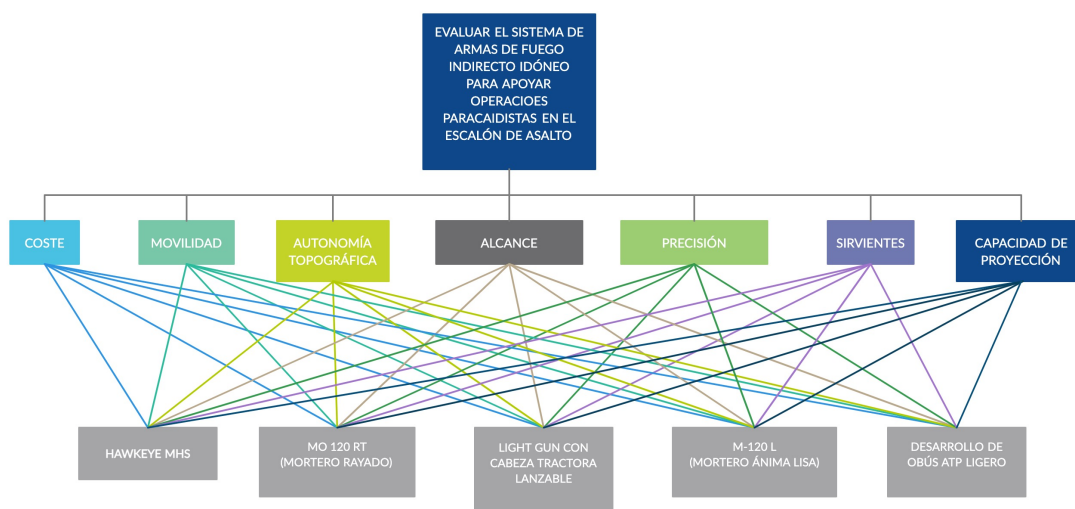 EVALUAR EL SISTEMA DE
ARMAS DE FUEGO
INDIRECTO IDÓNEO
PARA APOYAR
OPERACIOES
PARACAIDISTAS EN EL
ESCALÓN DE ASALTO
COSTE
MOVILIDAD
AUTONOMÍA
TOPOGRÁFICA
ALCANCE
PRECISIÓN
SIRVIENTES
CAPACIDAD DE
PROYECCIÓN
HAWKEYE MHS
MO 120 RT
(MORTERO RAYADO)
LIGHT GUN CON
CABEZA TRACTORA
LANZABLE
M-120 L
(MORTERO ÁNIMA LISA)
DESARROLLO DE
OBÚS ATP LIGERO